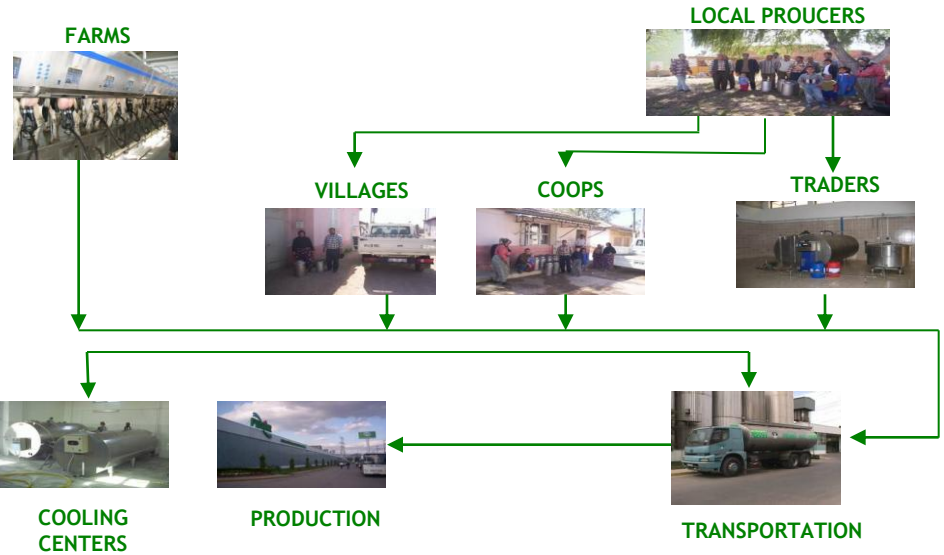 LOCAL PROUCERS
FARMS
VILLAGES
COOPS
TRADERS
COOLING
CENTERS
PRODUCTION
TRANSPORTATION